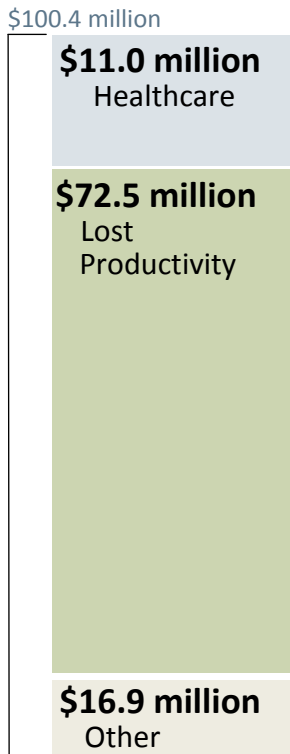 $100.4 million
$11.0 million
Healthcare
$72.5 million
Lost
Productivity
$16.9 million
Other